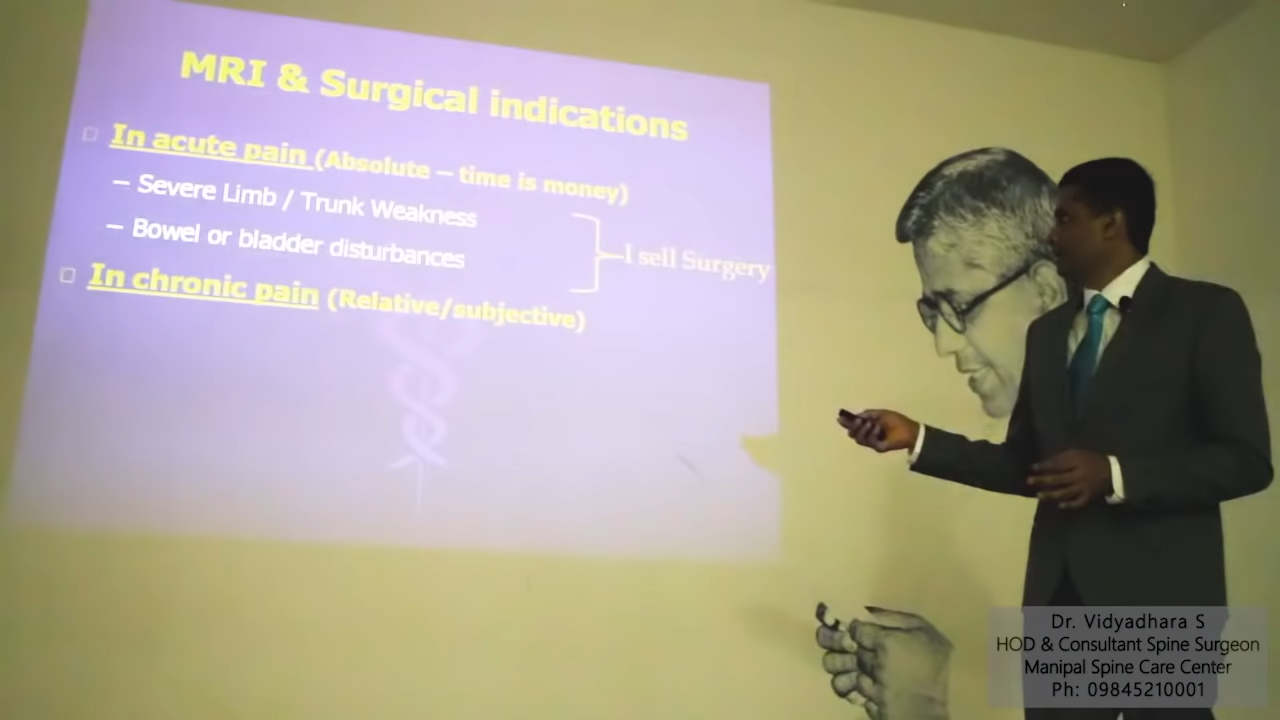 MRI & Surgical indications
In acute pain (Absolute – time is money)
– Severe Limb / Trunk Weakness
– Bowel or bladder disturbances
I sell Surgery
In chronic pain (Relative/subjective)
Dr. Vidyadhara S
HOD & Consultant Spine Surgeon
Manipal Spine Care Center
Ph: 09845210001